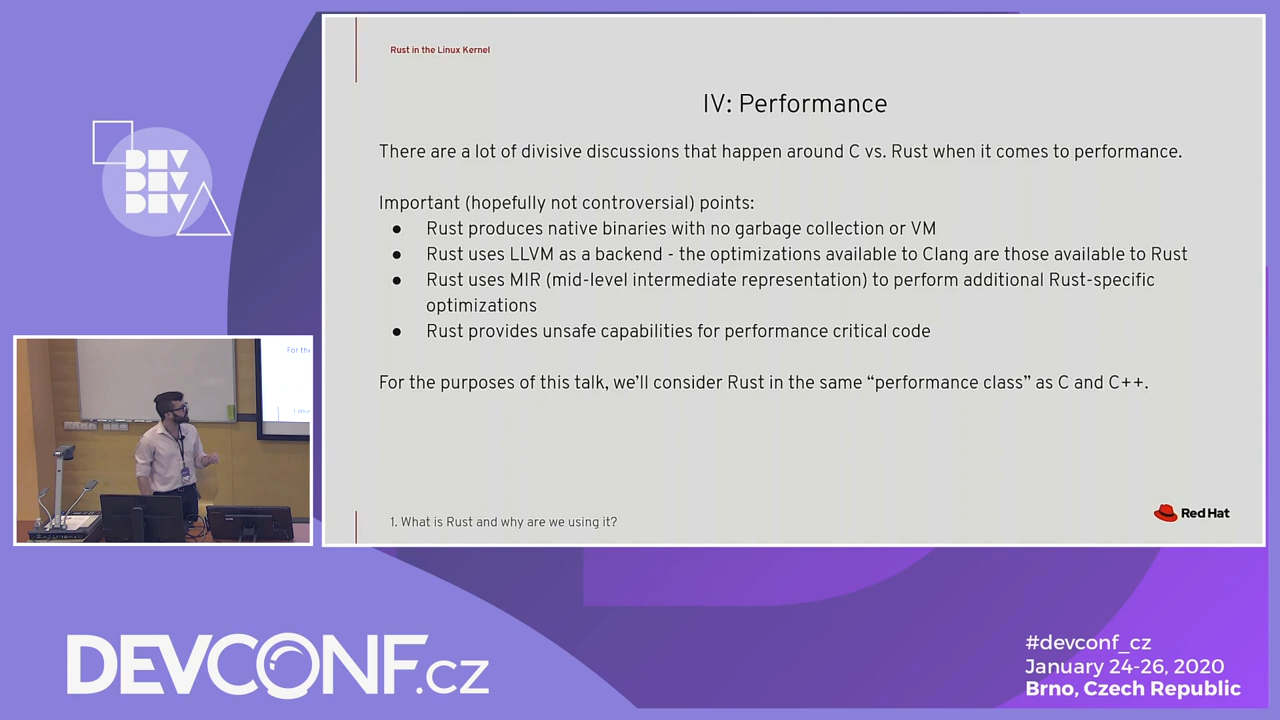 Rust in the Linux Kernel
IV: Performance
There are a lot of divisive discussions that happen around C vs. Rust when it comes to performance.
Important (hopefully not controversial) points:
● Rust produces native binaries with no garbage collection or VM
● Rust uses LLVM as a backend - the optimizations available to Clang are those available to Rust
● Rust uses MIR (mid-level intermediate representation) to perform additional Rust-specific
optimizations
● Rust provides unsafe capabilities for performance critical code
For the purposes of this talk, we'll consider Rust in the same “performance class” as C and C++.
1. What is Rust and why are we using it?
Red Hat
DEV
DEV
DEV
For the
DEVCONF.cz
#devconf_cz
January 24-26, 2020
Brno, Czech Republic